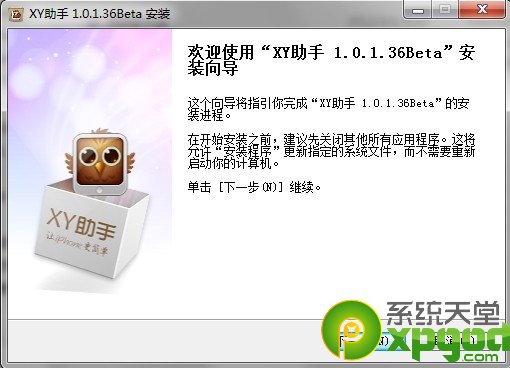 XY助手 1.0.1.36Beta 安装
欢迎使用“XY助手 1.0.1.36Beta”安
装向导
这个向导将指引你完成“XY助手 1.0.1.36Beta”的安
装进程。
在开始安装之前，建议先关闭其他所有应用程序。这将
允许“安装程序”更新指定的系统文件，而不需要重新
启动你的计算机。
单击 [下一步(N)] 继续。
XY助手
让iPhone更简单
系统天堂
xpgod.com